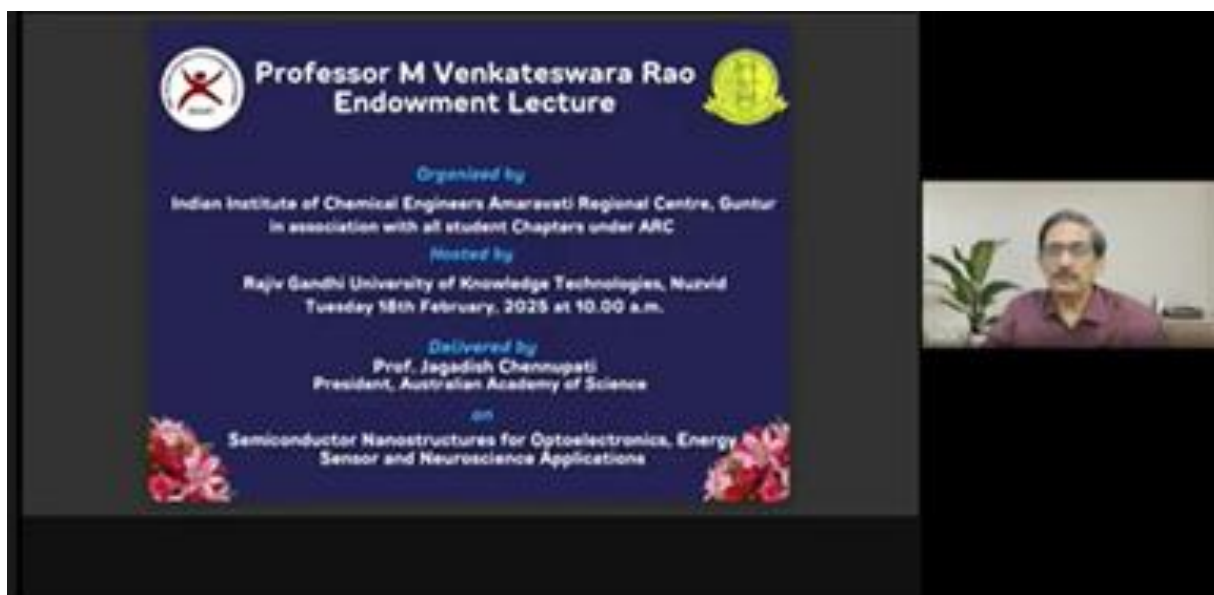 Professor M Venkateswara Rao
Endowment Lecture
Organized by
Indian Institute of Chemical Engineers Amaravati Regional Centre, Guntur
in association with all student Chapters under ARC
Hosted by
Rajiv Gandhi University of Knowledge Technologies, Nuzvid
Tuesday 18th February, 2025 at 10.00 a.m.
Delivered by
Prof. Jagadish Chennupati
President, Australian Academy of Science
on
Semiconductor Nanostructures for Optoelectronics, Energy
Sensor and Neuroscience Applications